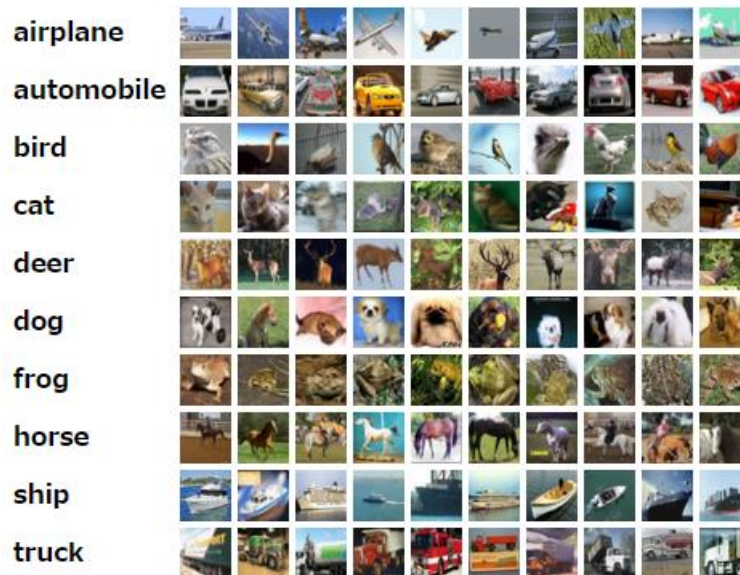 airplane
automobile
bird
cat
deer
dog
frog
horse
ship
truck